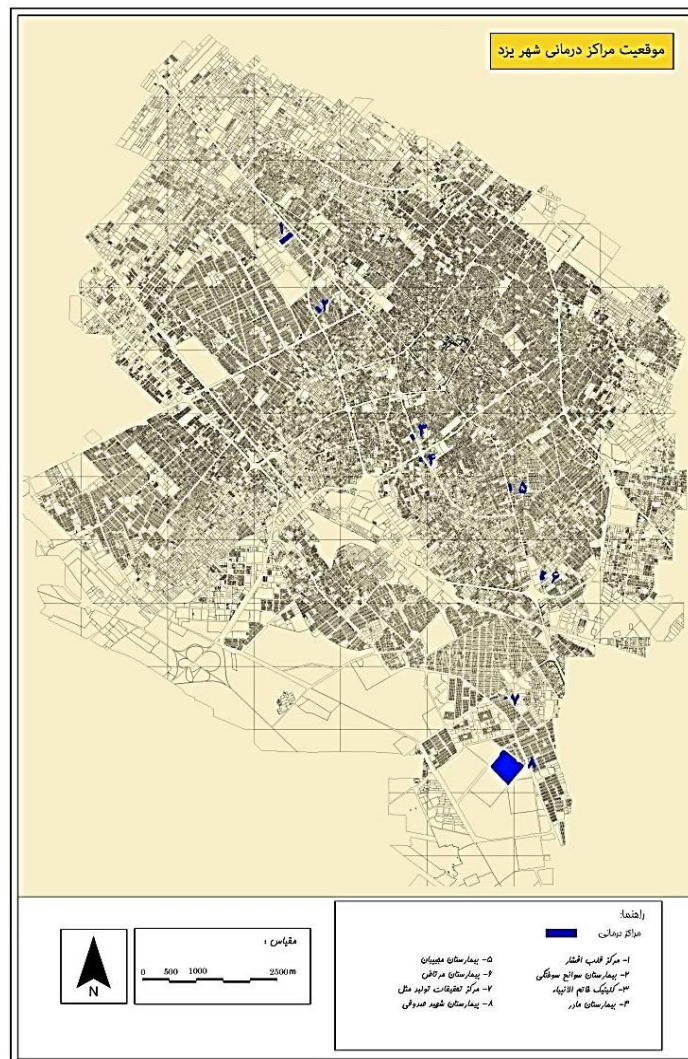 موقعیت مراکز درمانی شهر یزد
۱
۲
۳
۴
۵
۶
۷
۸
راهنما:
مراکز درمانی
۱- مرکز قلب افشار
۲- بیمارستان سوانح سوختگی
۳- کلینیک خاتم الانبیاء
۴- بیمارستان مادر
۵- بیمارستان مجیبیان
۶- بیمارستان مرتاض
۷- مرکز تحقیقات تولید مثل
۸- بیمارستان شهید صدوقی
مقیاس :
0 500 1000 2500 m
N